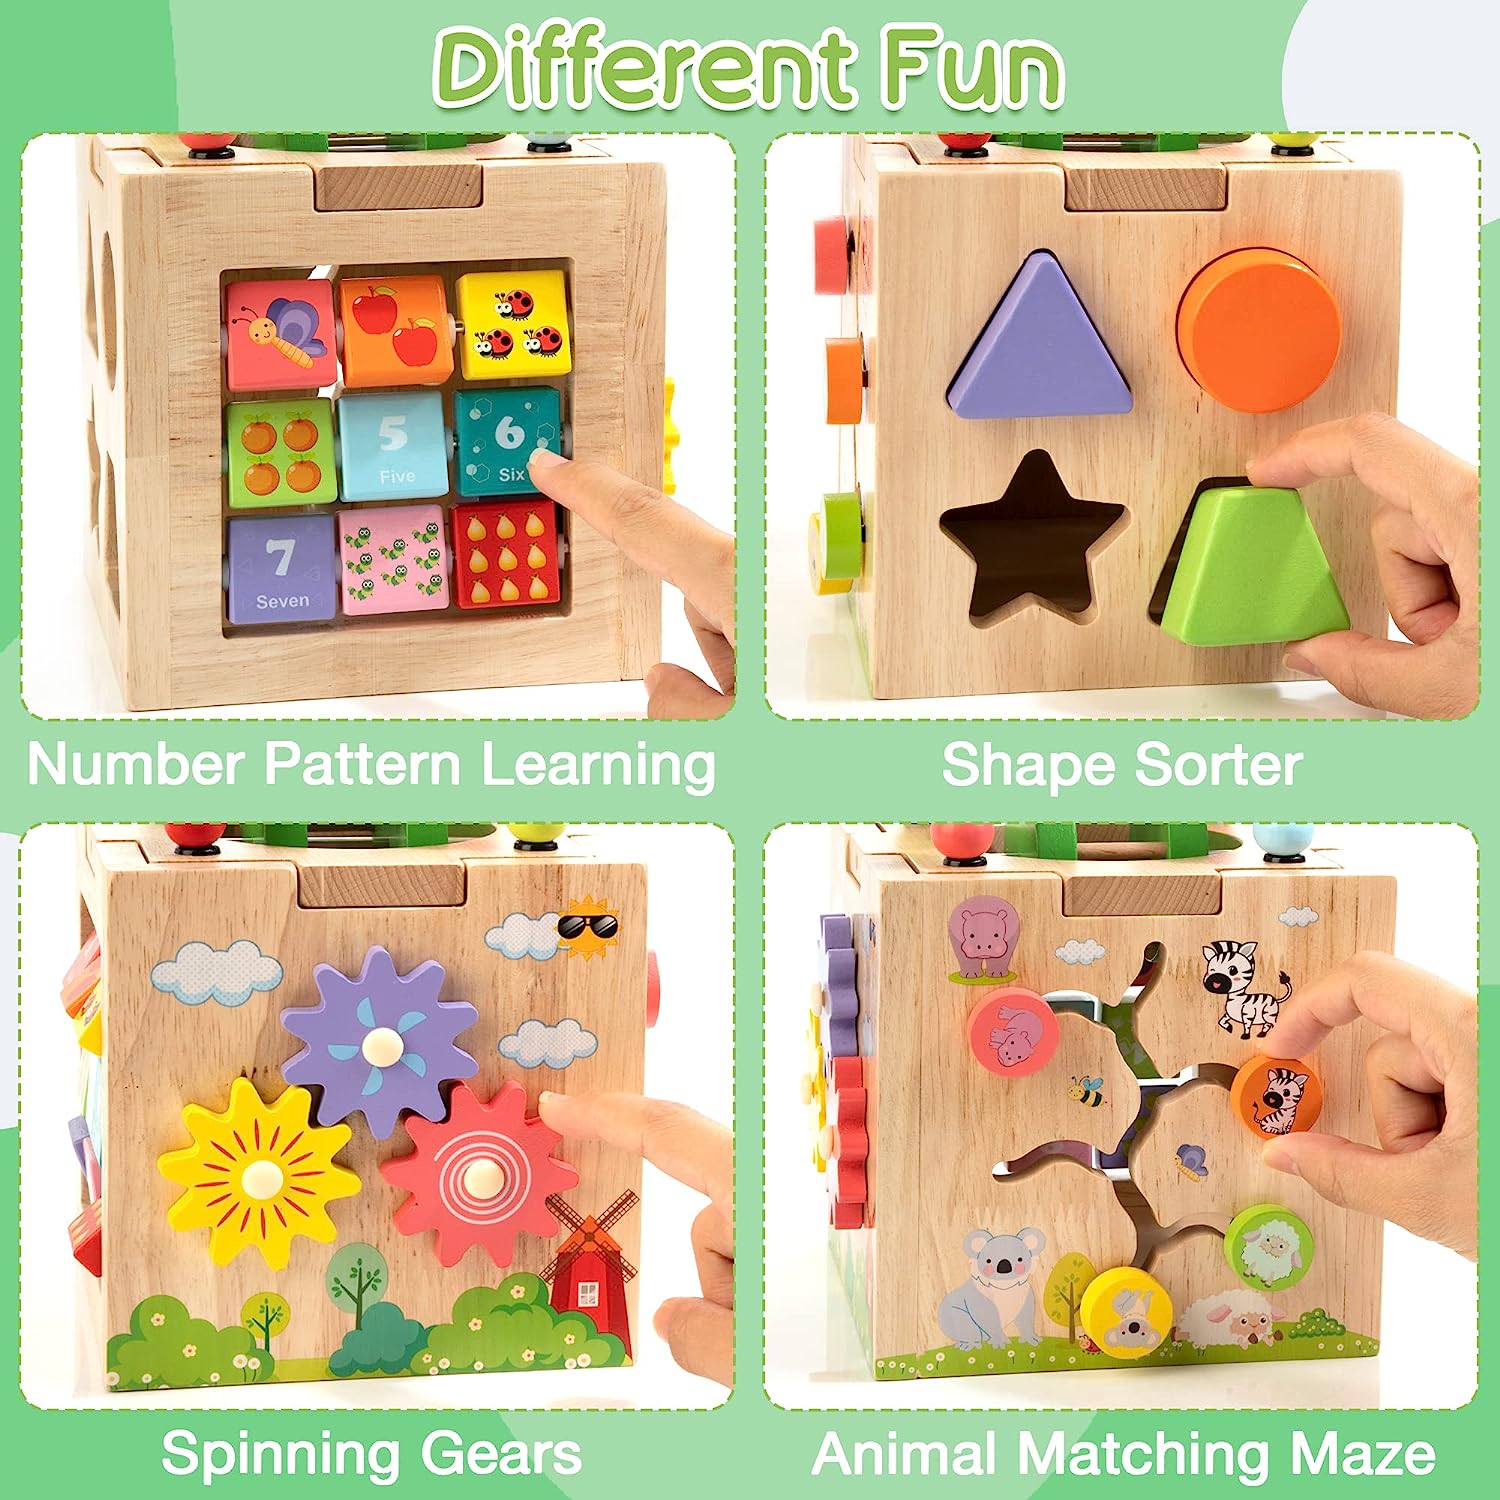 Different Fun
5
Five
6
Six
7
Seven
Number Pattern Learning
Shape Sorter
Spinning Gears
Animal Matching Maze